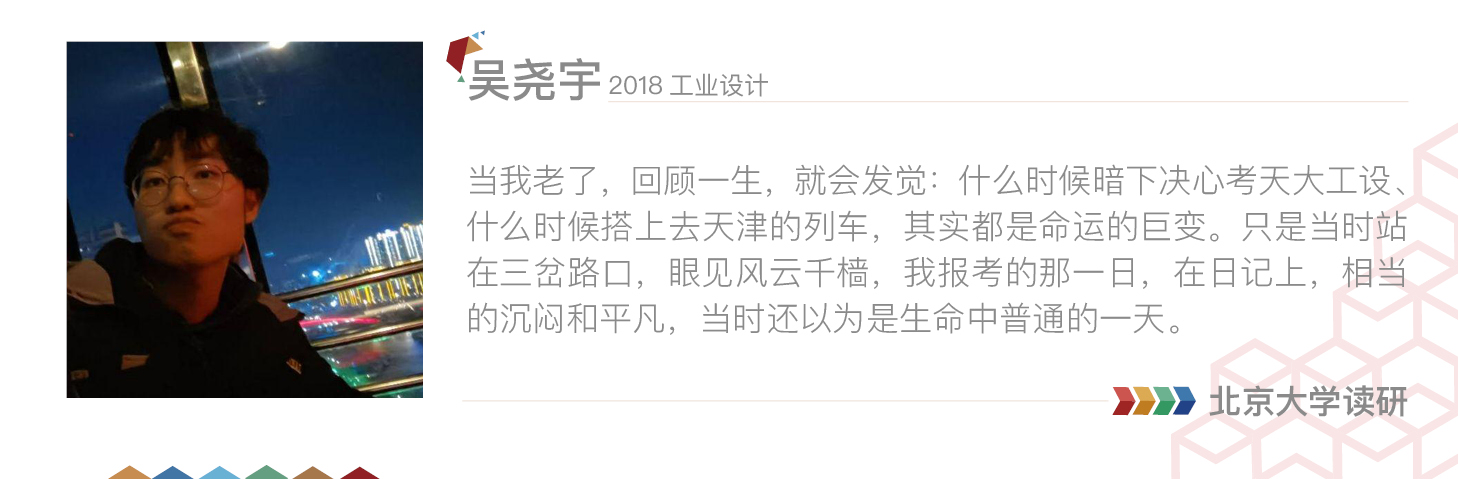 吴尧宇 2018 工业设计
当我老了，回顾一生，就会发觉：什么时候暗下决心考天大工设、
什么时候搭上去天津的列车，其实都是命运的巨变。只是当时站
在三岔路口，眼见风云千樯，我报考的那一日，在日记上，相当
的沉闷和平凡，当时还以为是生命中普通的一天。
北京大学读研